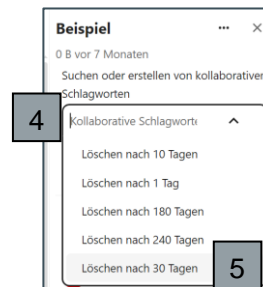 Beispiel ... ×
0 B vor 7 Monaten
Suchen oder erstellen von kollaborativen
Schlagworten
4
Kollaborative Schlagworte
Löschen nach 10 Tagen
Löschen nach 1 Tag
Löschen nach 180 Tagen
Löschen nach 240 Tagen
Löschen nach 30 Tagen
5